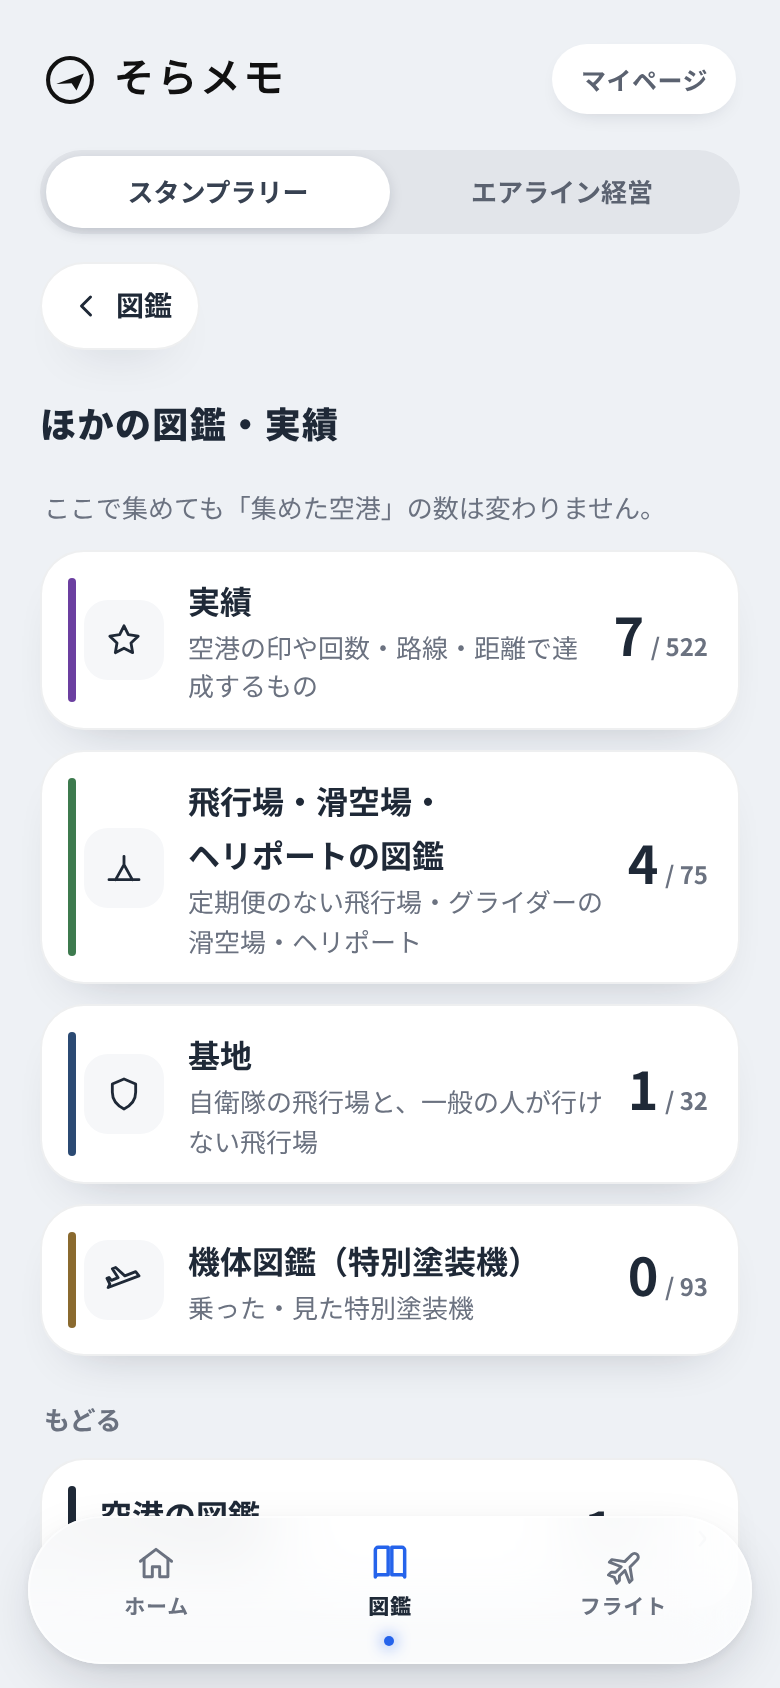 そらメモ
マイページ
スタンプラリー
エアライン経営
図鑑
ほかの図鑑・実績
ここで集めても「集めた空港」の数は変わりません。
実績
空港の印や回数・路線・距離で達
成するもの
7 / 522
飛行場・滑空場・
ヘリポートの図鑑
定期便のない飛行場・グライダーの
滑空場・ヘリポート
4 / 75
基地
自衛隊の飛行場と、一般の人が行け
ない飛行場
1 / 32
機体図鑑（特別塗装機）
乗った・見た特別塗装機
0 / 93
もどる
空港の図鑑
ホーム
図鑑
フライト